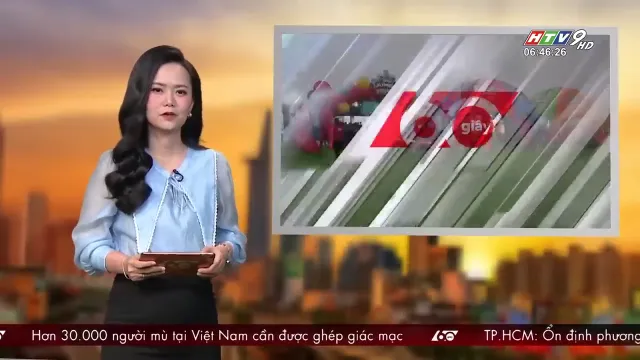 HTV9 HD
06:46:26
60 giây
Hơn 30.000 người mù tại Việt Nam cần được ghép giác mạc
60
TP.HCM: Ổn định phương